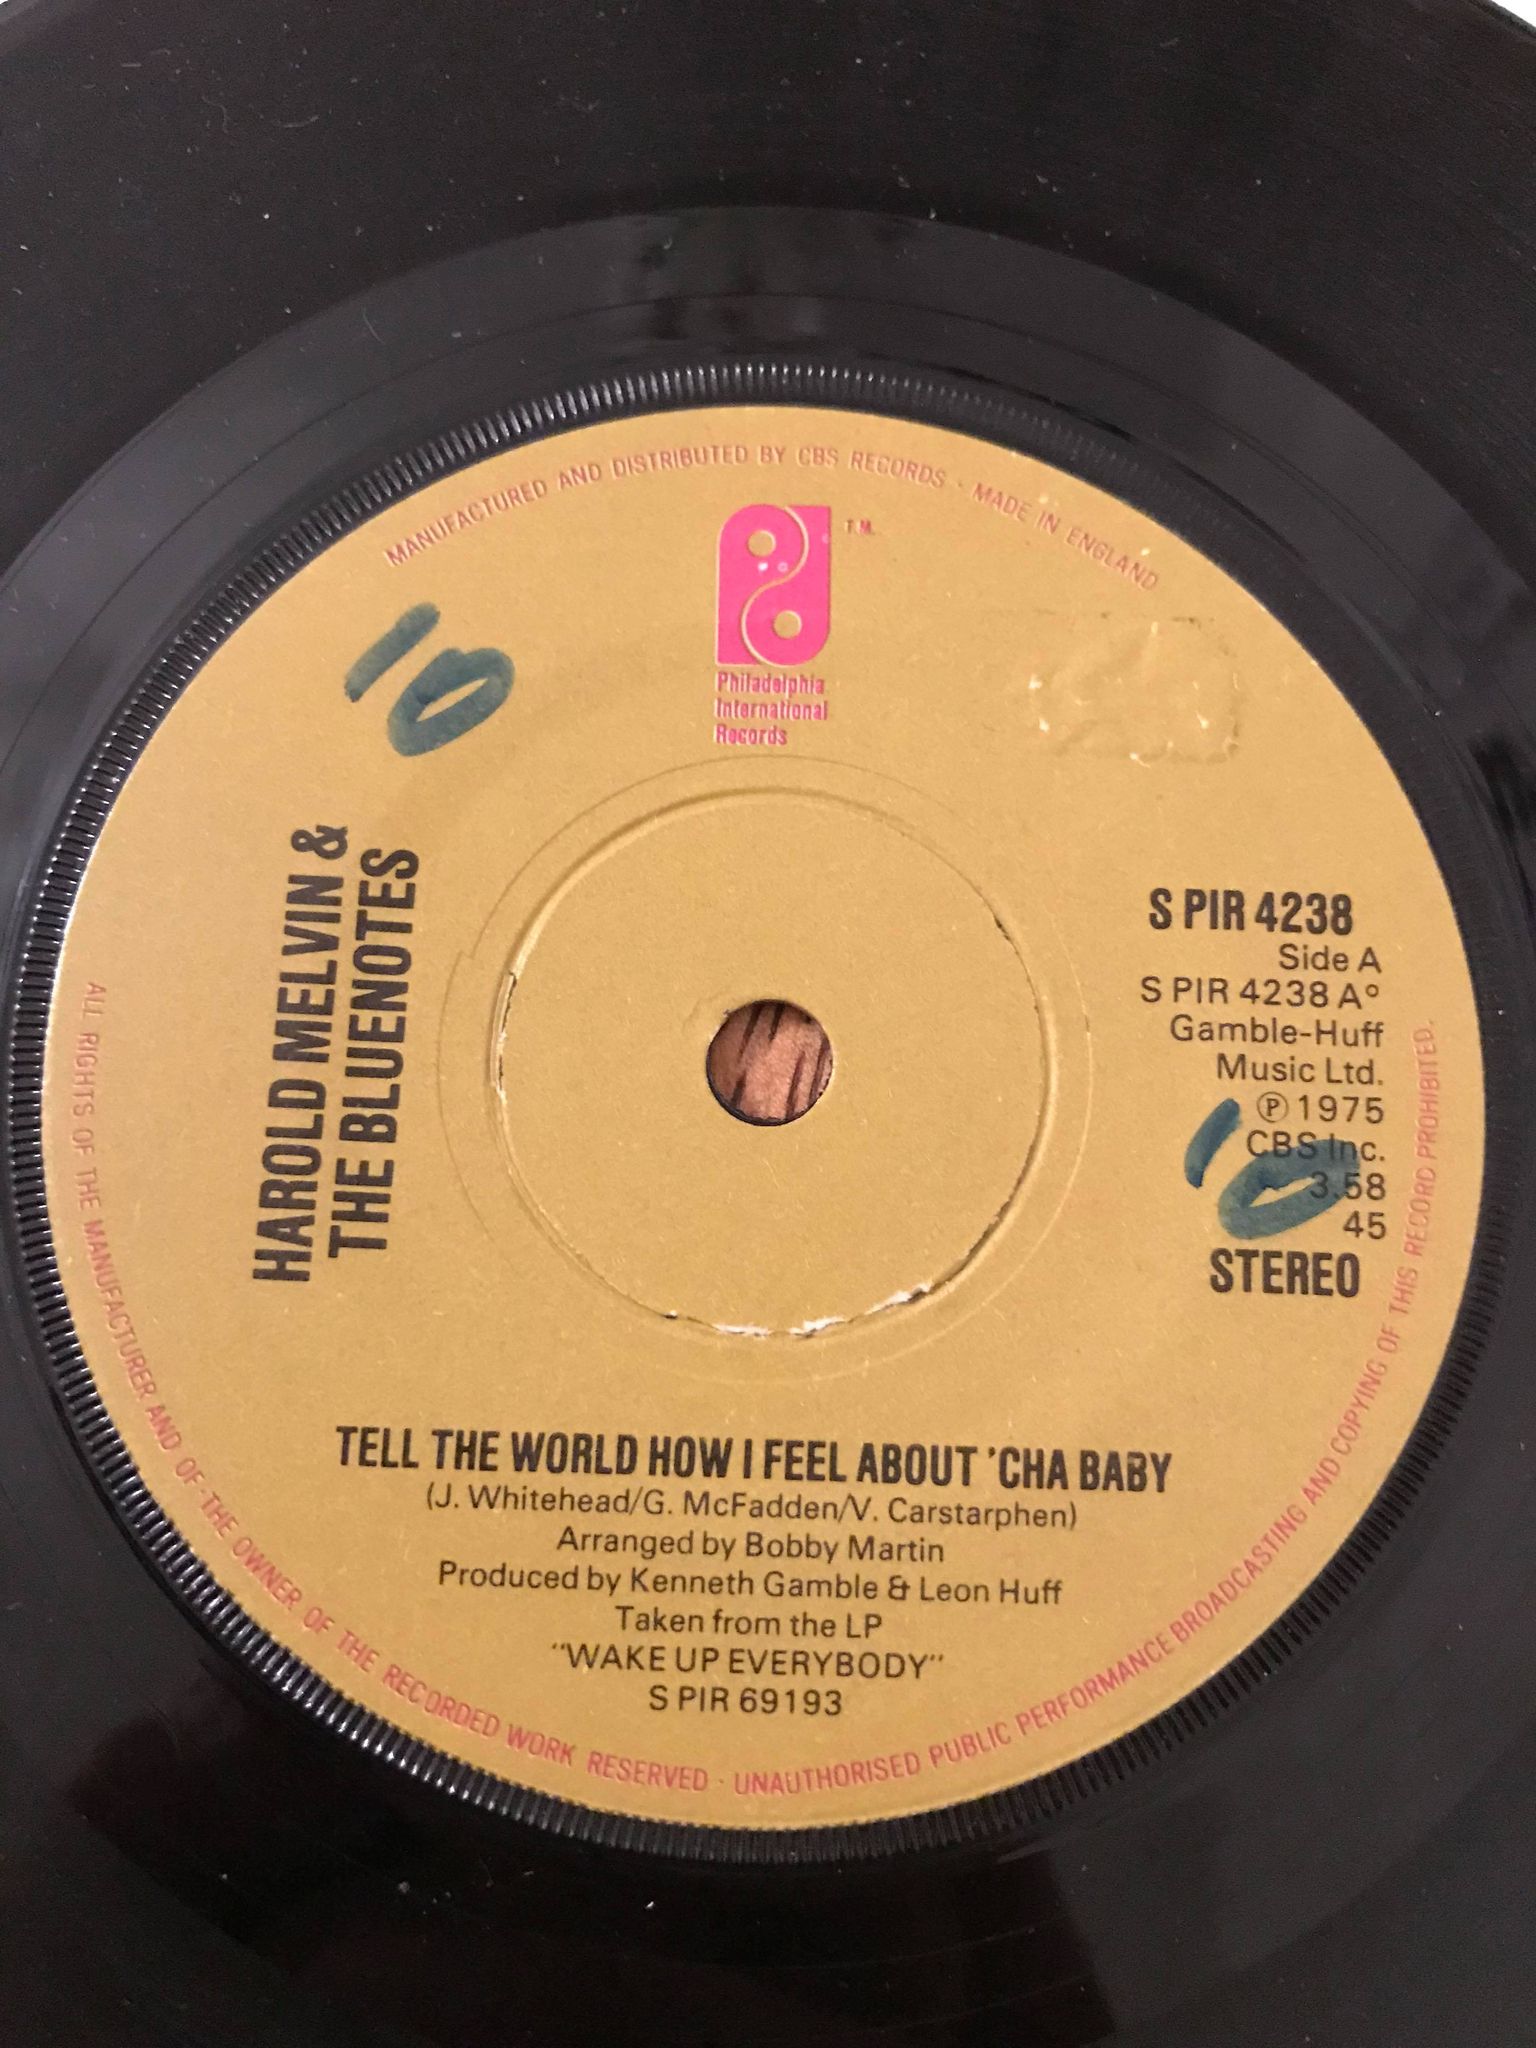 MANUFACTURED AND DISTRIBUTED BY CBS RECORDS · MADE IN ENGLAND
T.M.
Philadelphia
International
Records
10
HAROLD MELVIN &
THE BLUENOTES
S PIR 4238
Side A
S PIR 4238 A°
Gamble-Huff
Music Ltd.
℗ 1975
CBS Inc.
3.58
45
STEREO
10
TELL THE WORLD HOW I FEEL ABOUT 'CHA BABY
(J. Whitehead/G. McFadden/V. Carstarphen)
Arranged by Bobby Martin
Produced by Kenneth Gamble & Leon Huff
Taken from the LP
"WAKE UP EVERYBODY"
S PIR 69193
ALL RIGHTS OF THE MANUFACTURER AND OF THE OWNER OF THE RECORDED WORK RESERVED · UNAUTHORISED PUBLIC PERFORMANCE BROADCASTING AND COPYING OF THIS RECORD PROHIBITED.